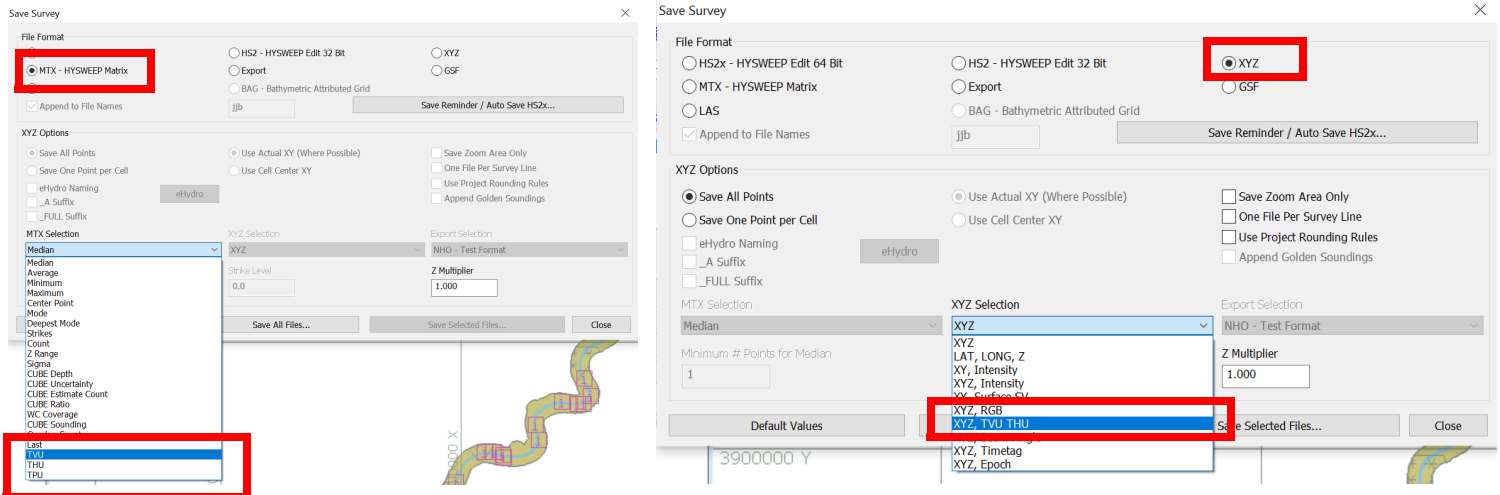 Save Survey
File Format
HS2 - HYSWEEP Edit 32 Bit
XYZ
MTX - HYSWEEP Matrix
Export
GSF
BAG - Bathymetric Attributed Grid
Append to File Names
jjb
Save Reminder / Auto Save HS2x...
XYZ Options
Save All Points
Use Actual XY (Where Possible)
Save Zoom Area Only
Save One Point per Cell
Use Cell Center XY
One File Per Survey Line
eHydro Naming
eHydro
Use Project Rounding Rules
_A Suffix
Append Golden Soundings
_FULL Suffix
MTX Selection
XYZ Selection
Export Selection
Median
XYZ
NHO - Test Format
Median
Average
Minimum
Maximum
Center Point
Mode
Deepest Mode
Strikes
Count
Z Range
Sigma
CUBE Depth
CUBE Uncertainty
CUBE Estimate Count
CUBE Ratio
WC Coverage
CUBE Sounding
Last
TVU
THU
TPU
Strike Level
Z Multiplier
0.0
1.000
Save All Files...
Save Selected Files...
Close
X
Save Survey
File Format
HS2x - HYSWEEP Edit 64 Bit
HS2 - HYSWEEP Edit 32 Bit
XYZ
MTX - HYSWEEP Matrix
Export
GSF
LAS
BAG - Bathymetric Attributed Grid
Append to File Names
jjb
Save Reminder / Auto Save HS2x...
XYZ Options
Save All Points
Use Actual XY (Where Possible)
Save Zoom Area Only
Save One Point per Cell
Use Cell Center XY
One File Per Survey Line
eHydro Naming
eHydro
Use Project Rounding Rules
_A Suffix
Append Golden Soundings
_FULL Suffix
MTX Selection
XYZ Selection
Export Selection
Median
XYZ
NHO - Test Format
XYZ
LAT, LONG, Z
XY, Intensity
XYZ, Intensity
XY, Surface SV
XYZ, RGB
XYZ, TVU THU
XYZ, Timetag
XYZ, Epoch
Minimum # Points for Median
Z Multiplier
1
1.000
Default Values
Save Selected Files...
Close
3900000 Y